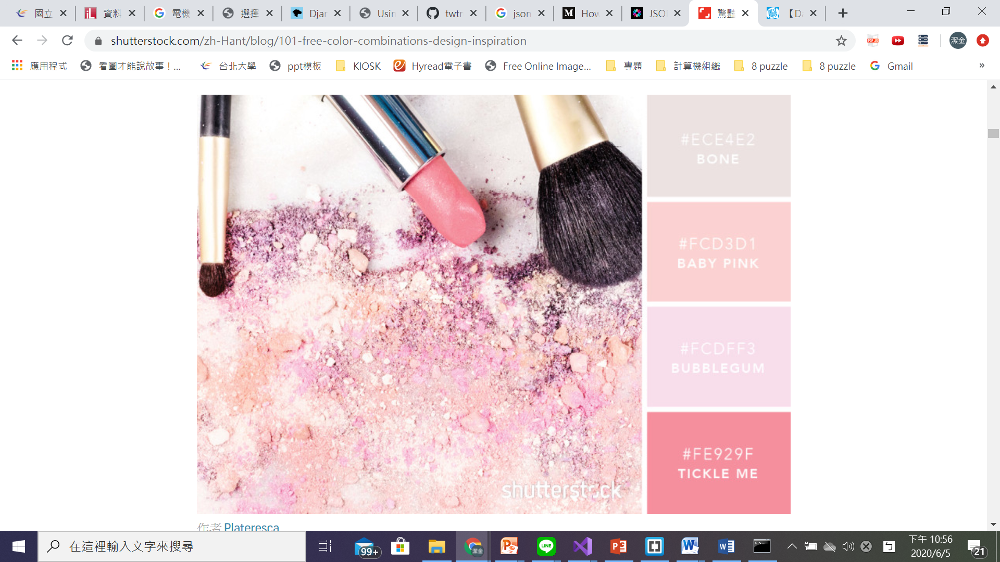 國立
資料
電機
選擇
Djar
Usin
twtr
json
How
JSO
驚豔
shutterstock.com/zh-Hant/blog/101-free-color-combinations-design-inspiration
潔金
應用程式
看圖才能說故事！...
台北大學
ppt模板
KIOSK
Hyread電子書
Free Online Image...
專題
計算機組織
8 puzzle
8 puzzle
Gmail
»
#ECE4E2
BONE
#FCD3D1
BABY PINK
#FCDFF3
BUBBLEGUM
#FE929F
TICKLE ME
shutterstock
作者 Plateresca
在這裡輸入文字來搜尋
99+
潔金
LINE
下午 10:56
2020/6/5
21